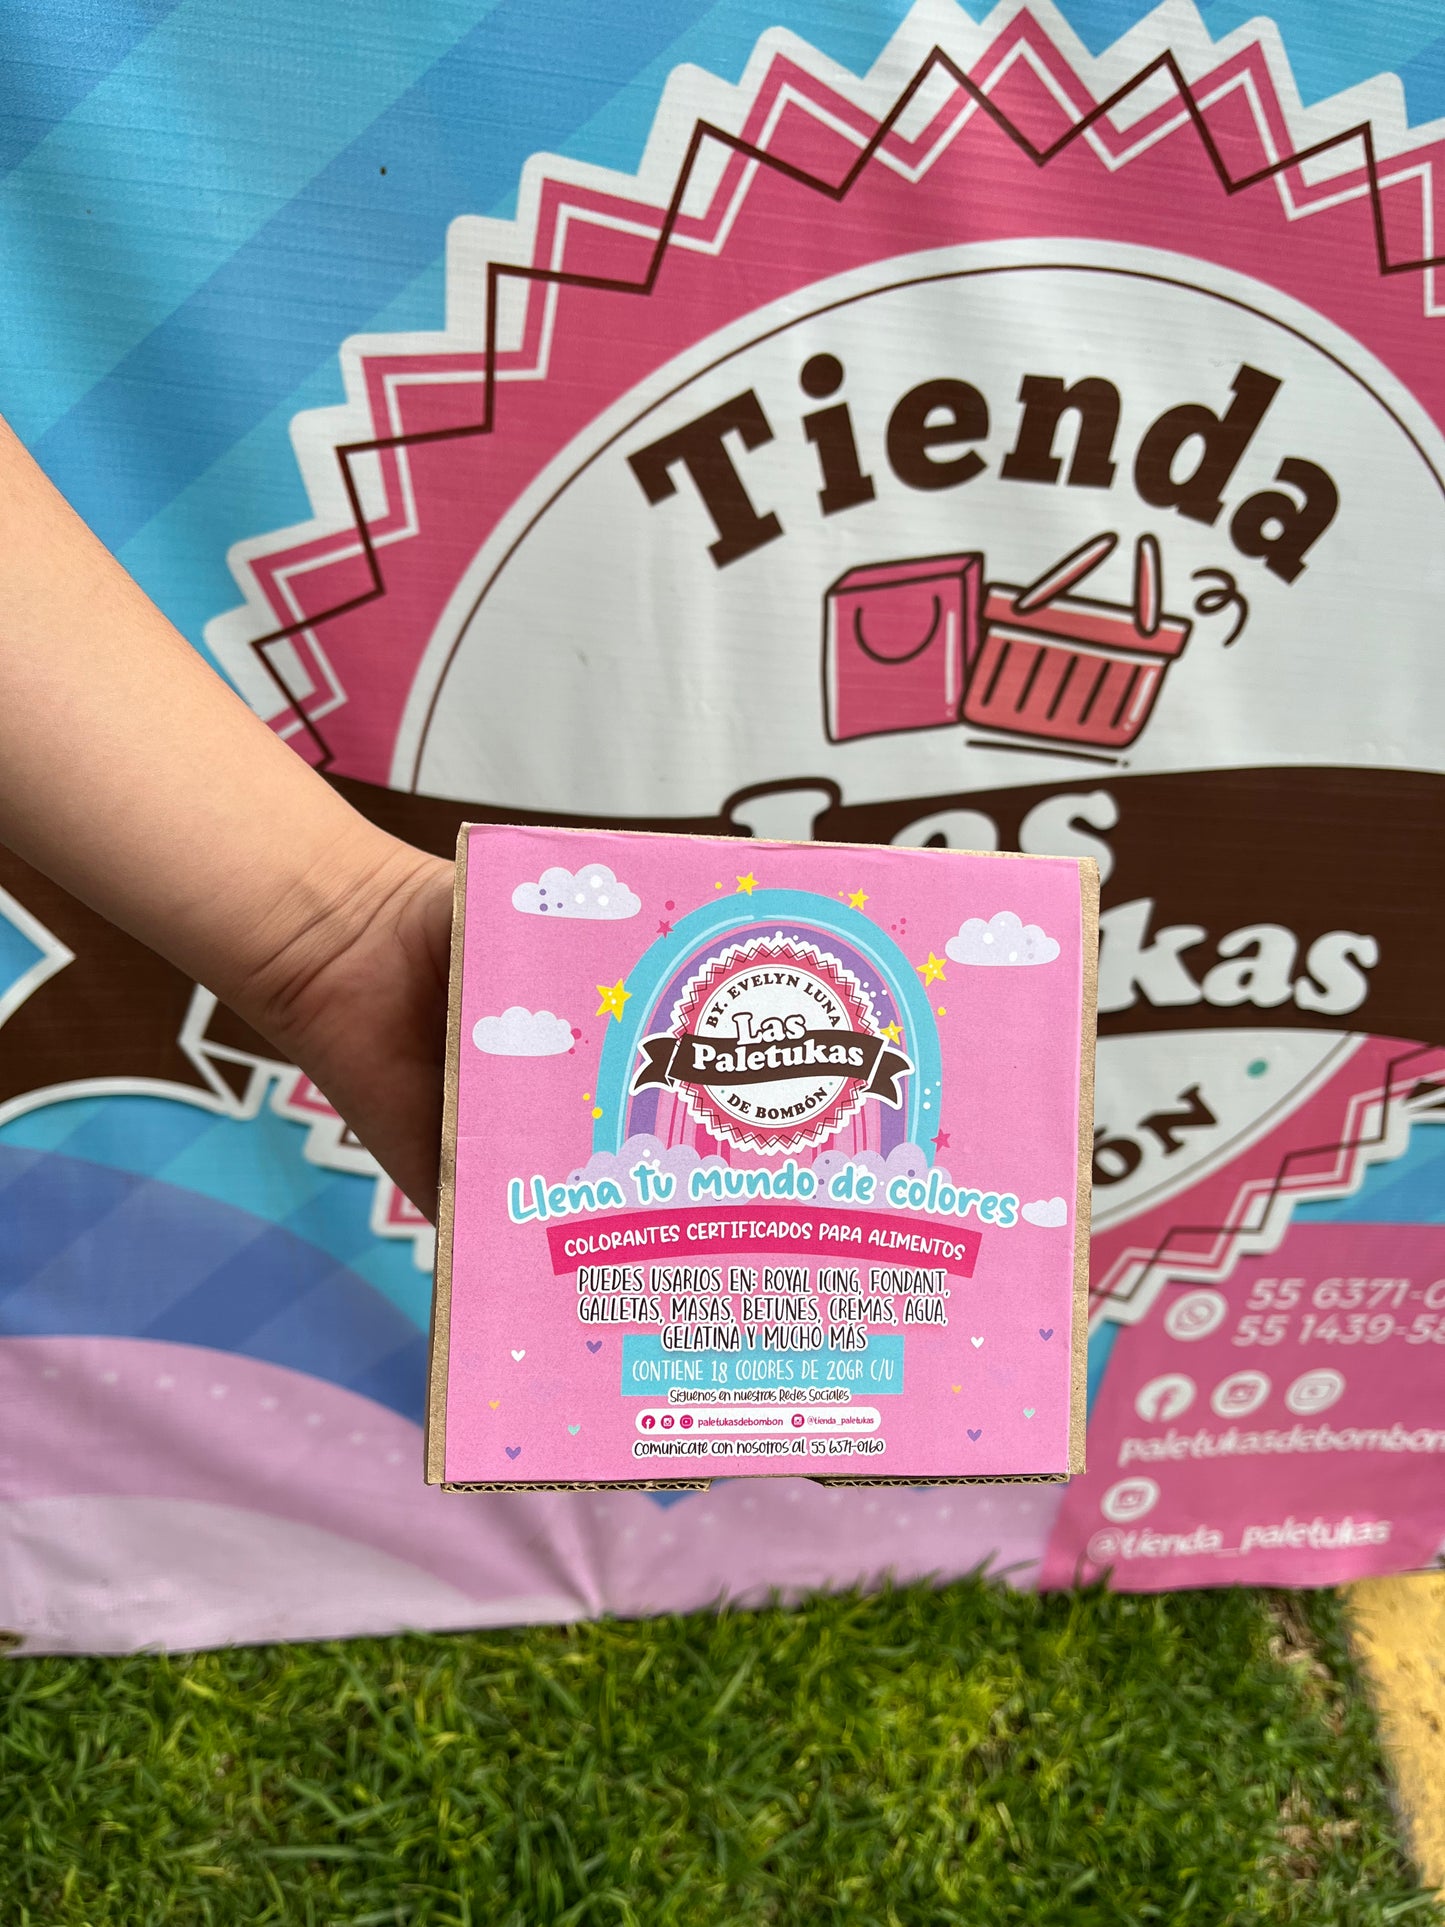 Tienda
Las
kas
ÓN
BY. EVELYN LUNA
Las
Paletukas
DE BOMBÓN
Llena tu mundo de colores
COLORANTES CERTIFICADOS PARA ALIMENTOS
PUEDES USARLOS EN: ROYAL ICING, FONDANT,
GALLETAS, MASAS, BETUNES, CREMAS, AGUA,
GELATINA Y MUCHO MÁS
CONTIENE 18 COLORES DE 20GR C/U
Síguenos en nuestras Redes Sociales
paletukasdebombon @tienda_paletukas
Comunícate con nosotros al 55 6371-0160
55 6371-0
55 1439-58
paletukasdebombon
@tienda_paletukas